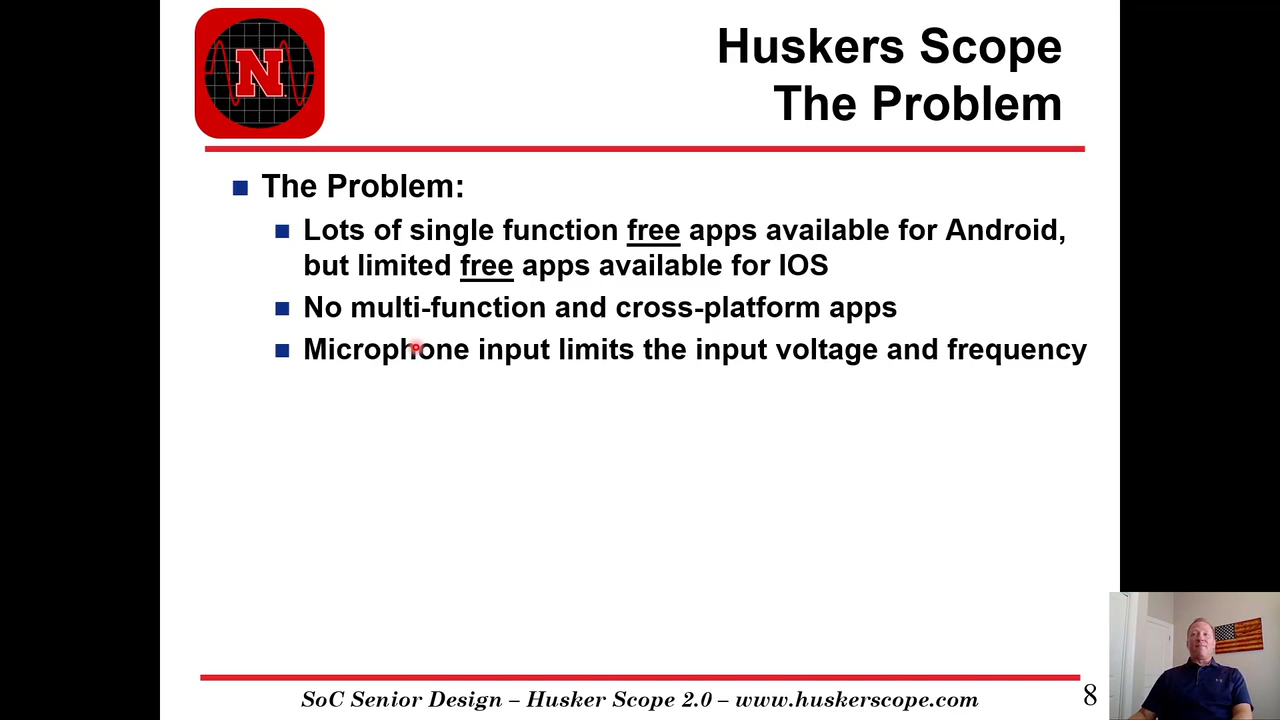 N
Huskers Scope
The Problem
The Problem:
Lots of single function free apps available for Android,
but limited free apps available for IOS
No multi-function and cross-platform apps
Microphone input limits the input voltage and frequency
SoC Senior Design – Husker Scope 2.0 – www.huskerscope.com
8